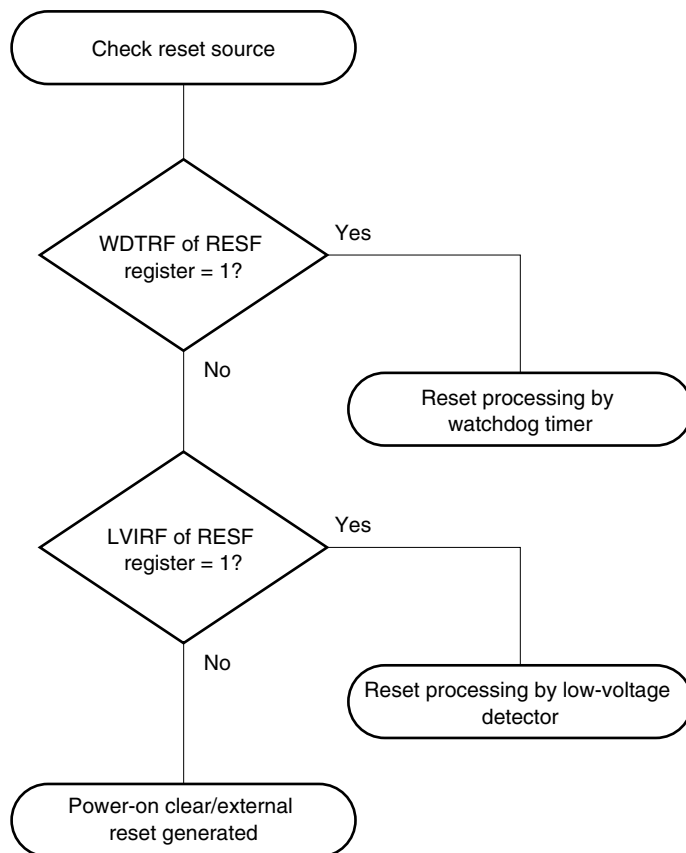 Check reset source
WDTRF of RESF
register = 1?
Yes
No
Reset processing by
watchdog timer
LVIRF of RESF
register = 1?
Yes
No
Reset processing by low-voltage
detector
Power-on clear/external
reset generated